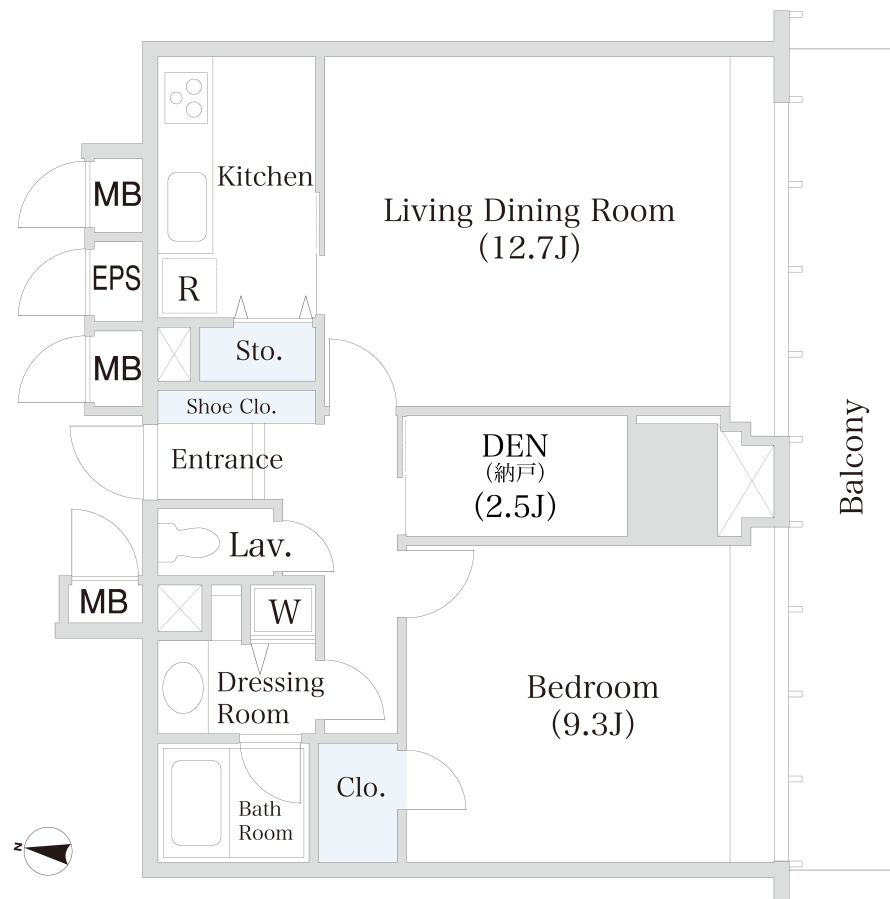 Kitchen
MB
Living Dining Room
(12.7J)
EPS
R
MB
Sto.
Shoe Clo.
Entrance
DEN
(納戸)
(2.5J)
Balcony
Lav.
MB
W
Dressing
Room
Bedroom
(9.3J)
Clo.
Bath
Room
N